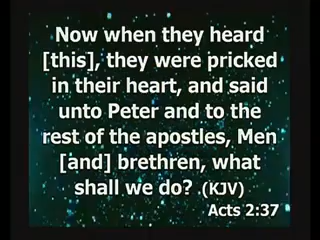 Now when they heard
[this], they were pricked
in their heart, and said
unto Peter and to the
rest of the apostles, Men
[and] brethren, what
shall we do? .(KJV)
Acts 2:37